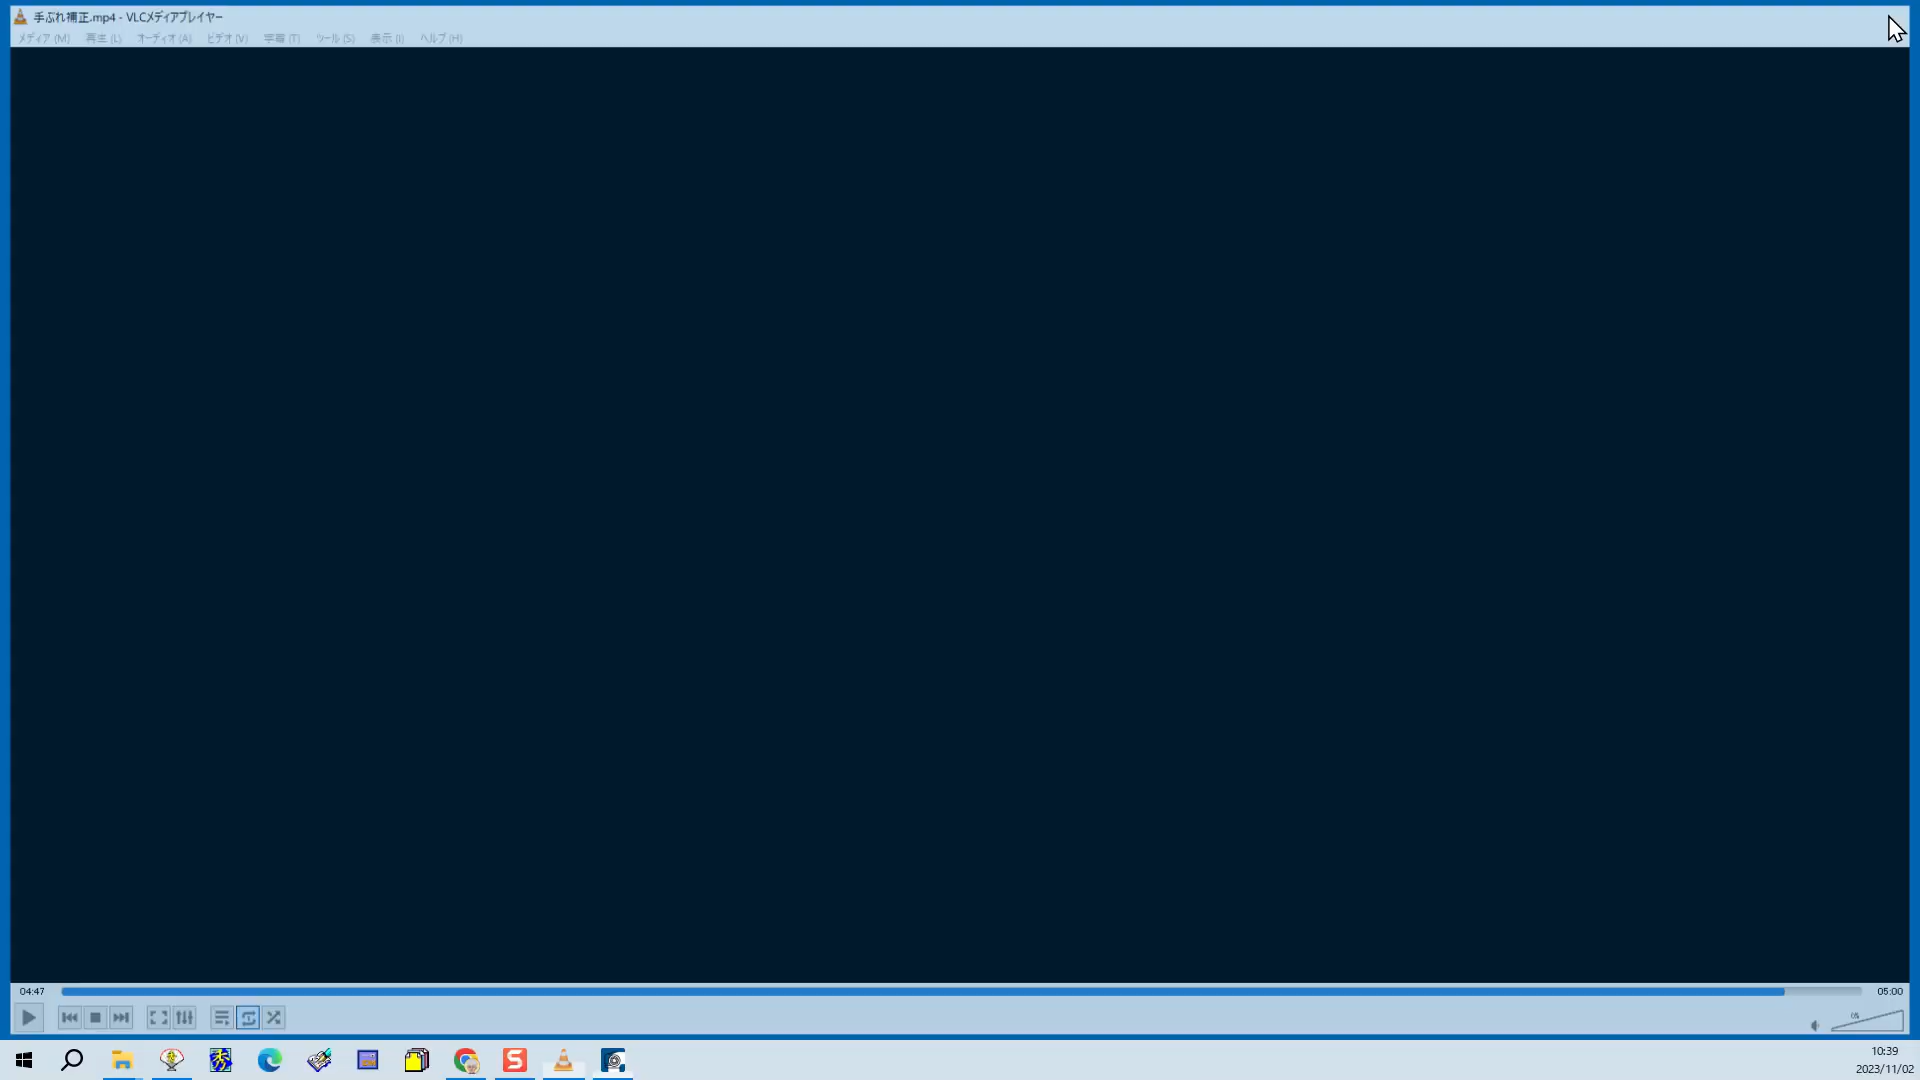 手ぶれ補正.mp4 - VLCメディアプレイヤー
メディア (M) 再生 (L) オーディオ (A) ビデオ (V) 字幕 (T) ツール (S) 表示 (I) ヘルプ (H)
04:47 05:00
0%
秀
S
10:39
2023/11/02